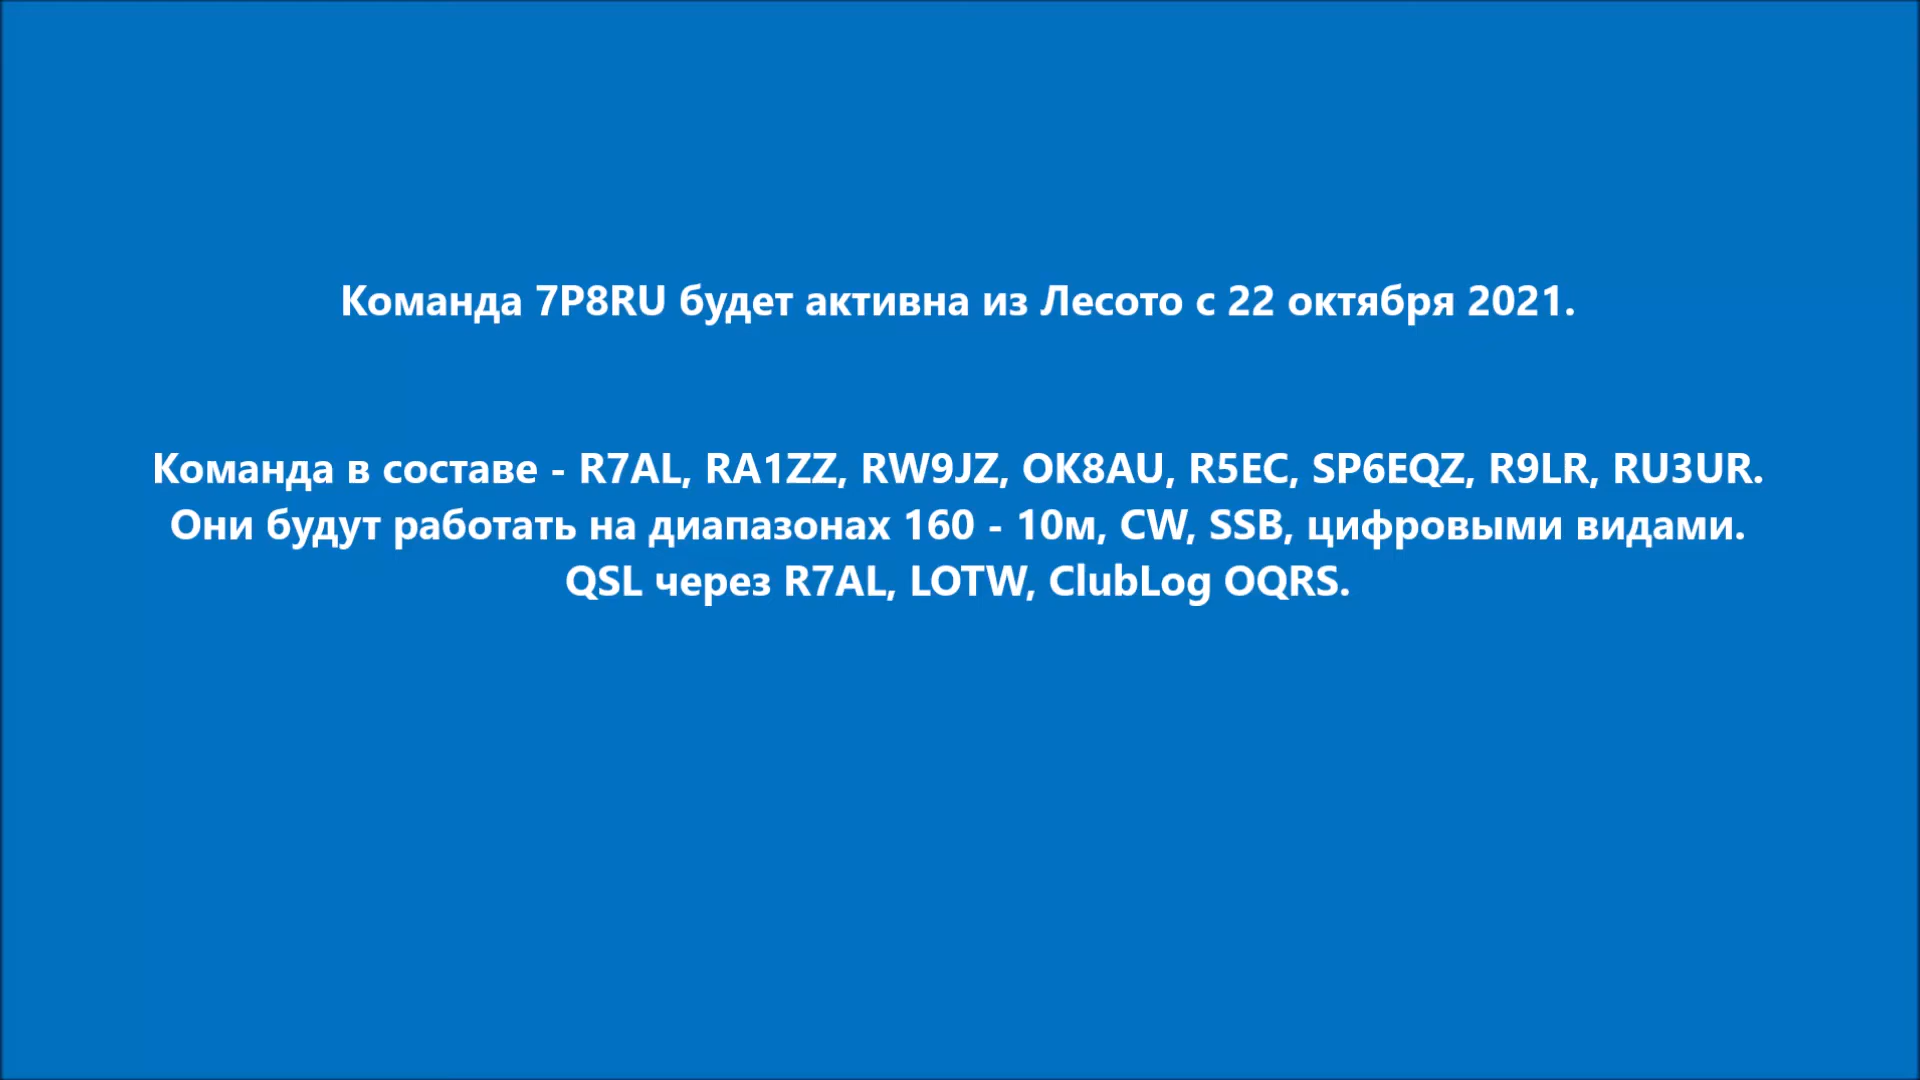 Команда 7P8RU будет активна из Лесото с 22 октября 2021.
Команда в составе - R7AL, RA1ZZ, RW9JZ, OK8AU, R5EC, SP6EQZ, R9LR, RU3UR.
Они будут работать на диапазонах 160 - 10м, CW, SSB, цифровыми видами.
QSL через R7AL, LOTW, ClubLog OQRS.